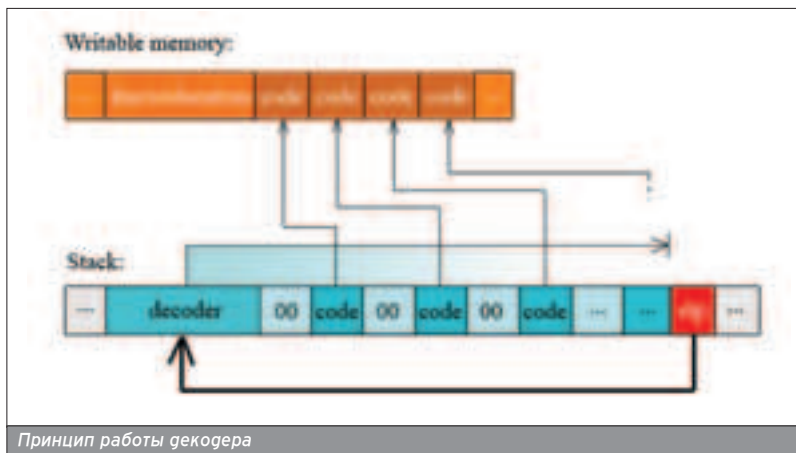 Writable memory:
code code code code
Stack:
... decoder 00 code 00 code 00 code ... ... ...
Принцип работы декодера